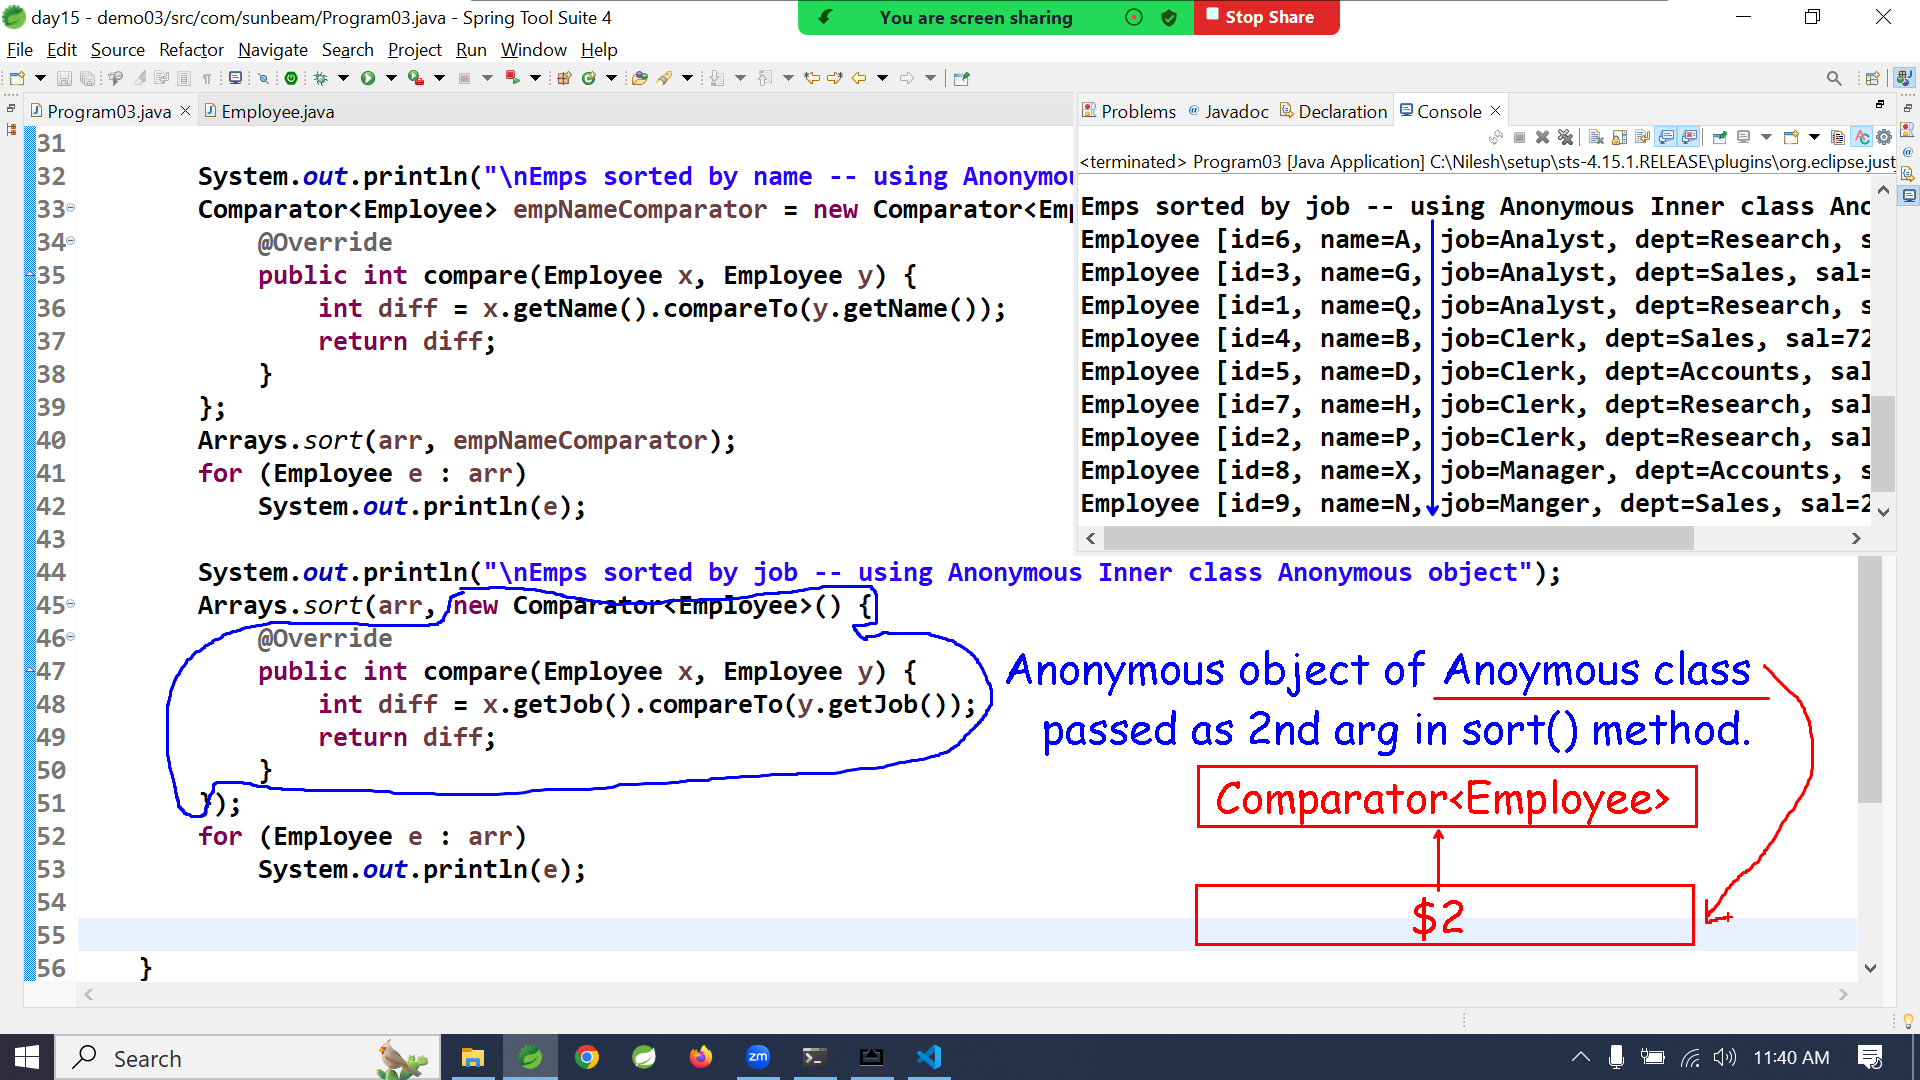 day15 - demo03/src/com/sunbeam/Program03.java - Spring Tool Suite 4
You are screen sharing
Stop Share
File Edit Source Refactor Navigate Search Project Run Window Help
Program03.java
Employee.java
31
32 System.out.println("\nEmps sorted by name -- using Anonymou
33 Comparator<Employee> empNameComparator = new Comparator<Emp
34 @Override
35 public int compare(Employee x, Employee y) {
36 int diff = x.getName().compareTo(y.getName());
37 return diff;
38 }
39 };
40 Arrays.sort(arr, empNameComparator);
41 for (Employee e : arr)
42 System.out.println(e);
43
44 System.out.println("\nEmps sorted by job -- using Anonymous Inner class Anonymous object");
45 Arrays.sort(arr, new Comparator<Employee>() {
46 @Override
47 public int compare(Employee x, Employee y) {
48 int diff = x.getJob().compareTo(y.getJob());
49 return diff;
50 }
51 });
52 for (Employee e : arr)
53 System.out.println(e);
54
55
56 }
Problems Javadoc Declaration Console
<terminated> Program03 [Java Application] C:\Nilesh\setup\sts-4.15.1.RELEASE\plugins\org.eclipse.just
Emps sorted by job -- using Anonymous Inner class Ano
Employee [id=6, name=A, job=Analyst, dept=Research, s
Employee [id=3, name=G, job=Analyst, dept=Sales, sal=
Employee [id=1, name=Q, job=Analyst, dept=Research, s
Employee [id=4, name=B, job=Clerk, dept=Sales, sal=72
Employee [id=5, name=D, job=Clerk, dept=Accounts, sal
Employee [id=7, name=H, job=Clerk, dept=Research, sal
Employee [id=2, name=P, job=Clerk, dept=Research, sal
Employee [id=8, name=X, job=Manager, dept=Accounts, s
Employee [id=9, name=N, job=Manger, dept=Sales, sal=2
Anonymous object of Anoymous class
passed as 2nd arg in sort() method.
Comparator<Employee>
$2
Search
zm
11:40 AM